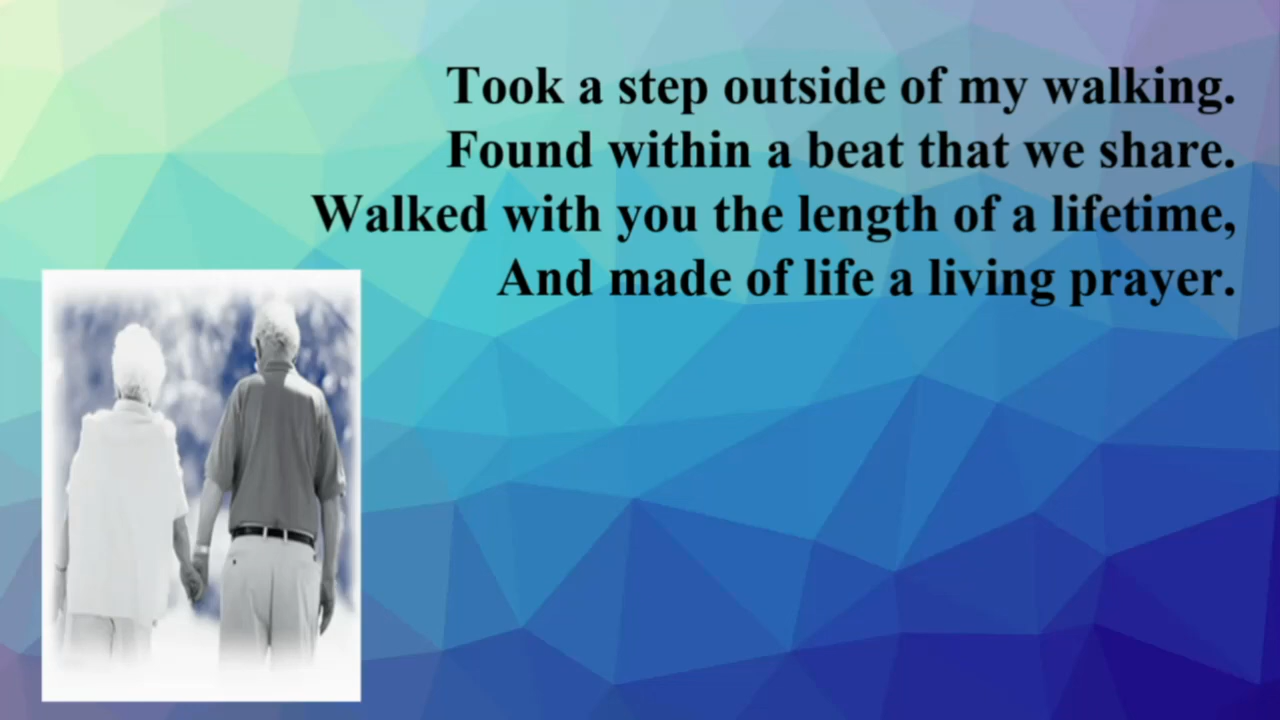 Took a step outside of my walking.
Found within a beat that we share.
Walked with you the length of a lifetime,
And made of life a living prayer.